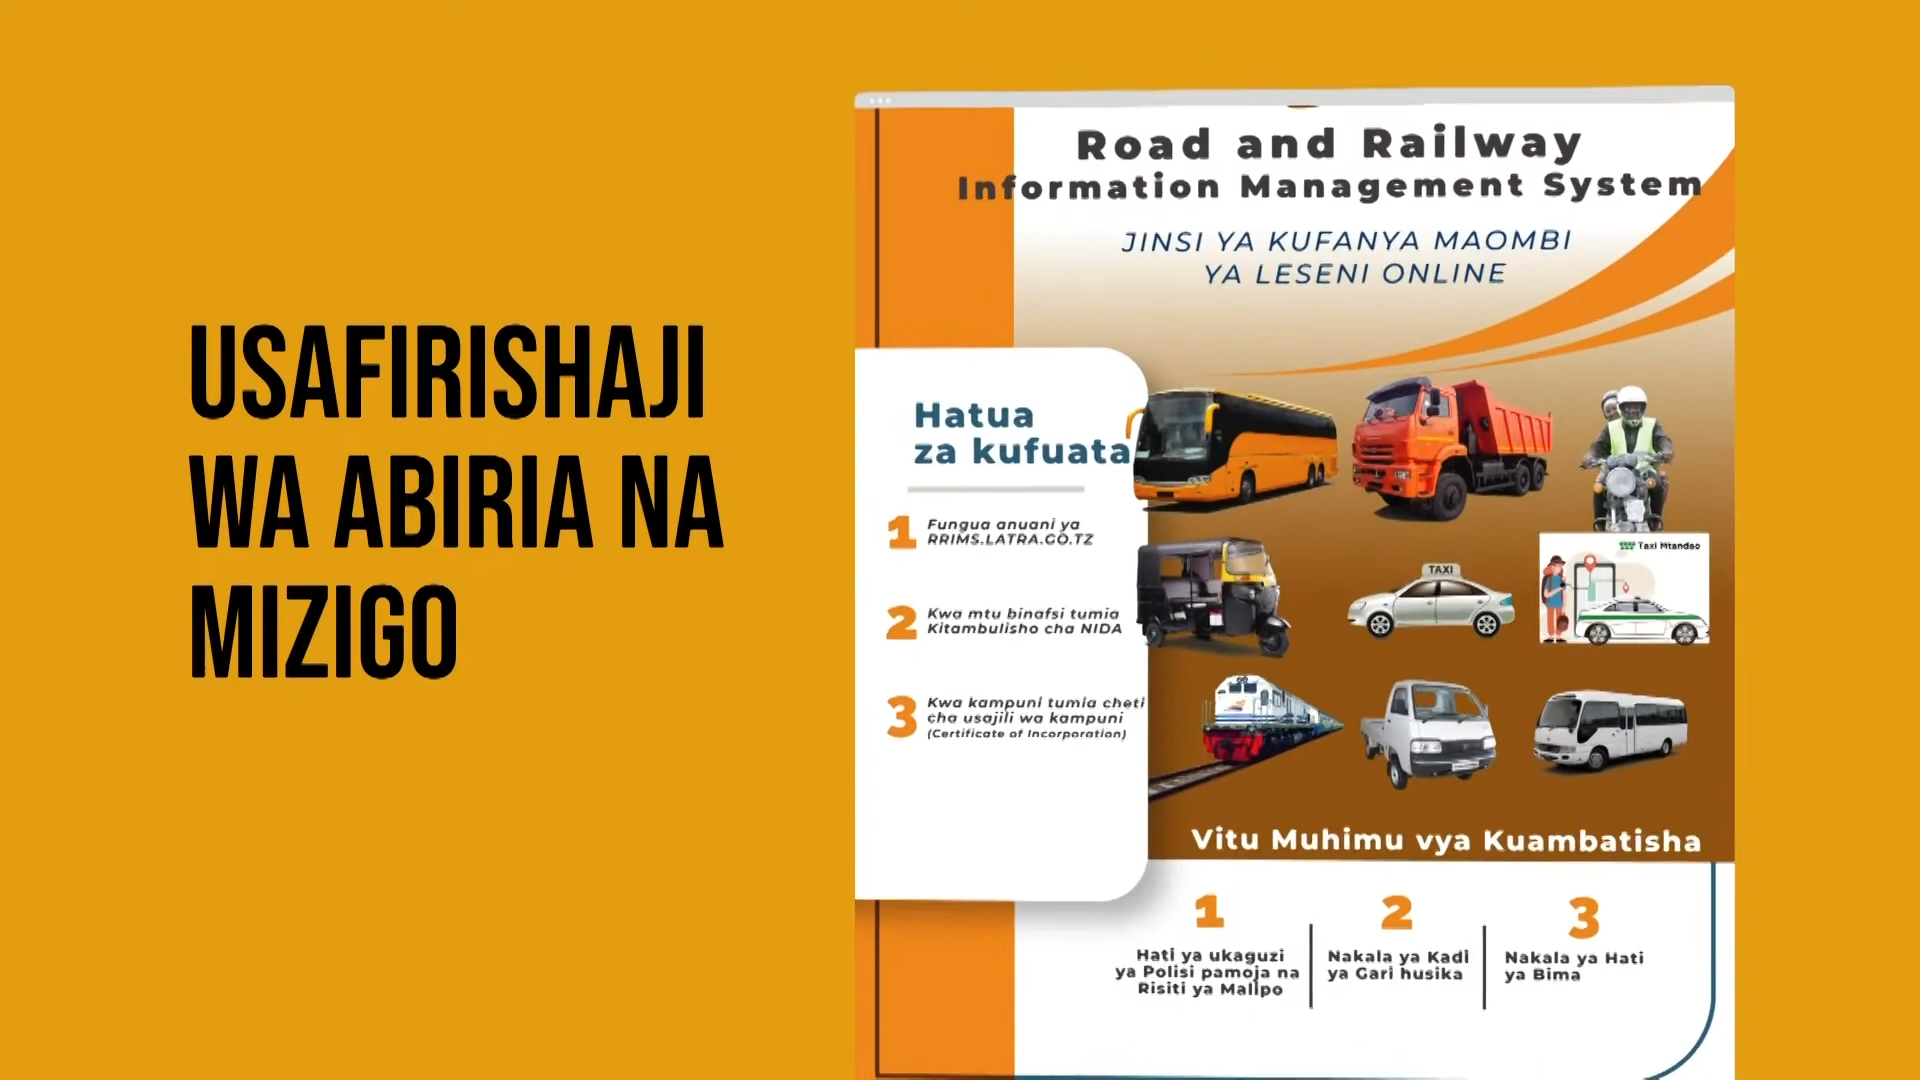 USAFIRISHAJI
WA ABIRIA NA
MIZIGO
Road and Railway
Information Management System
JINSI YA KUFANYA MAOMBI
YA LESENI ONLINE
Hatua
za kufuata
1 Fungua anuani ya
RRIMS.LATRA.GO.TZ
2 Kwa mtu binafsi tumia
Kitambulisho cha NIDA
3 Kwa kampuni tumia cheti
cha usajili wa kampuni
(Certificate of Incorporation)
TAXI
Taxi Mtandao
Vitu Muhimu vya Kuambatisha
1
Hati ya ukaguzi
ya Polisi pamoja na
Risiti ya Malipo
2
Nakala ya Kadi
ya Gari husika
3
Nakala ya Hati
ya Bima